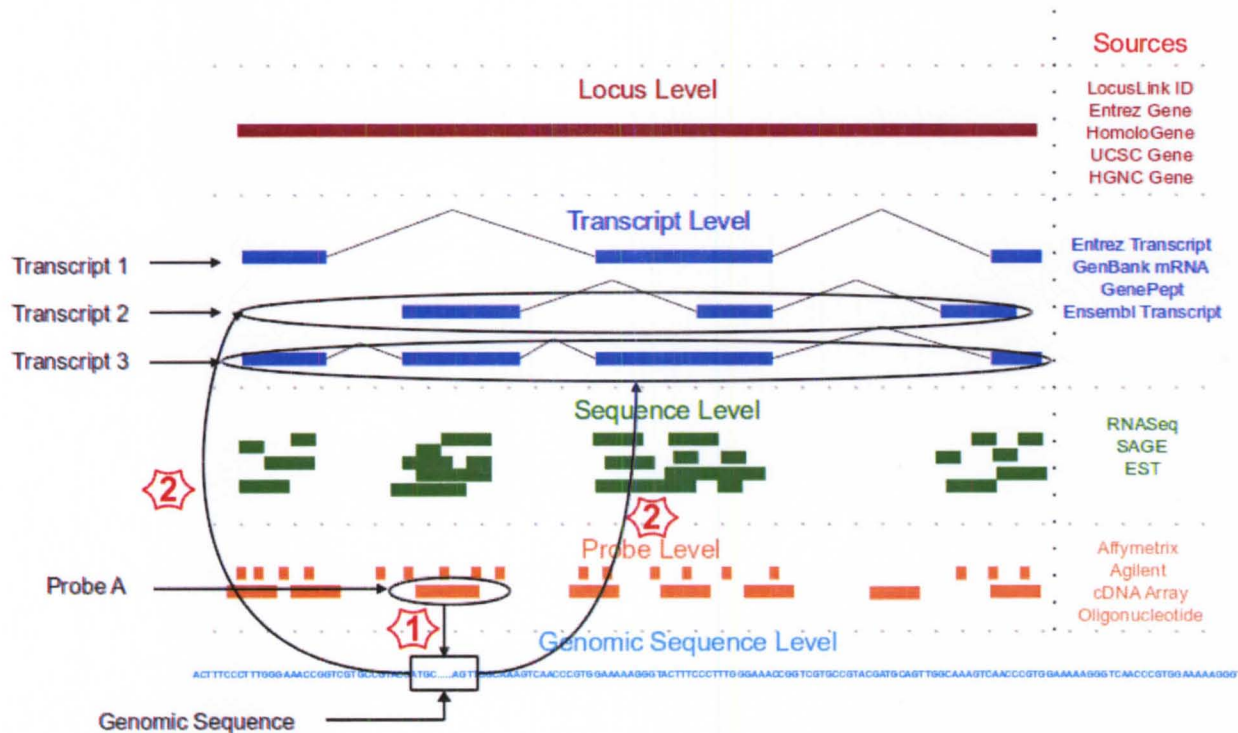 Sources
Locus Level
LocusLink ID
Entrez Gene
HomoloGene
UCSC Gene
HGNC Gene
Transcript Level
Transcript 1
Transcript 2
Transcript 3
Entrez Transcript
GenBank mRNA
GenePept
Ensembl Transcript
Sequence Level
RNASeq
SAGE
EST
2
2
Probe Level
Probe A
Affymetrix
Agilent
cDNA Array
Oligonucleotide
1
Genomic Sequence Level
Genomic Sequence